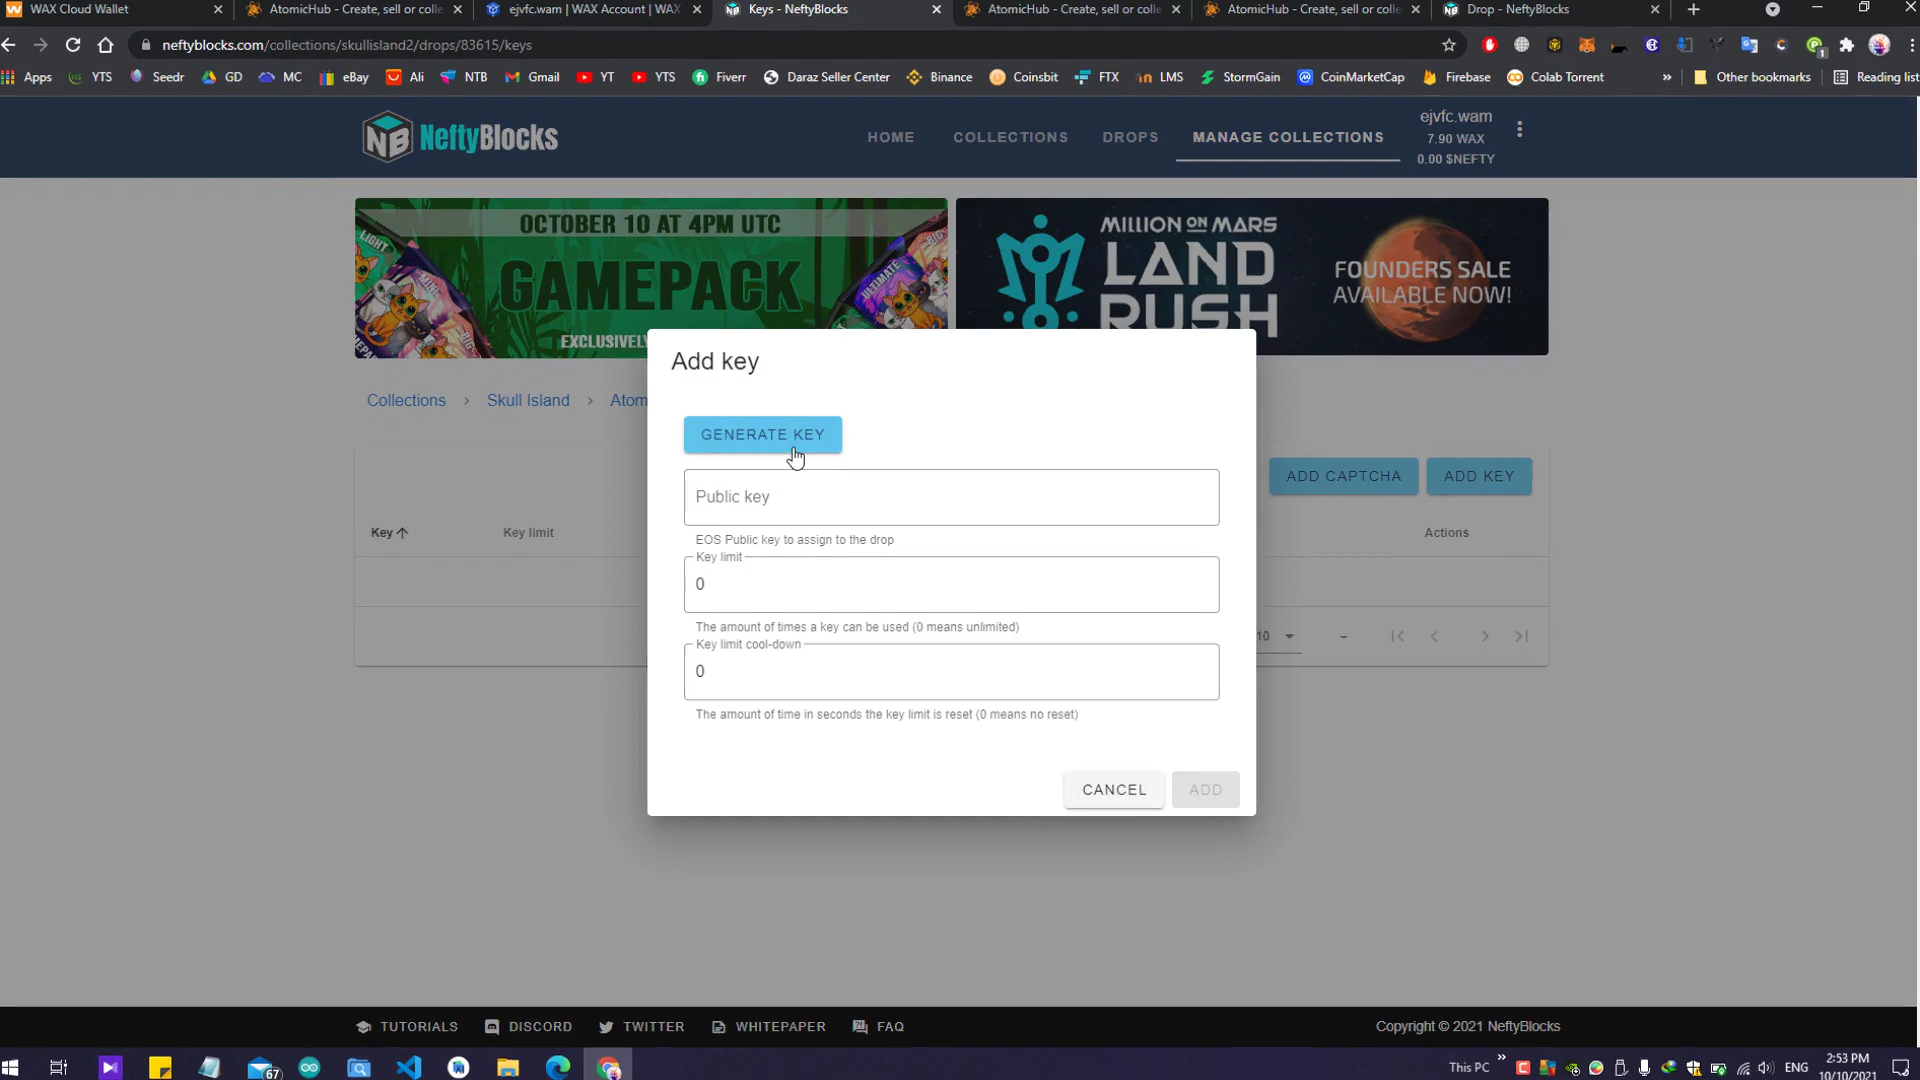 WAX Cloud Wallet
AtomicHub - Create, sell or colle
ejvfc.wam | WAX Account | WAX
Keys - NeftyBlocks
AtomicHub - Create, sell or colle
AtomicHub - Create, sell or colle
Drop - NeftyBlocks
neftyblocks.com/collections/skullisland2/drops/83615/keys
Apps YTS Seedr GD MC eBay Ali NTB Gmail YT YTS Fiverr Daraz Seller Center Binance Coinsbit FTX LMS StormGain CoinMarketCap Firebase Colab Torrent » Other bookmarks Reading list
NB NeftyBlocks
HOME COLLECTIONS DROPS MANAGE COLLECTIONS
ejvfc.wam
7.90 WAX
0.00 $NEFTY
OCTOBER 10 AT 4PM UTC
GAMEPACK
EXCLUSIVELY
LIGHT
ULTIMATE
BIG
MILLION ON MARS
LAND
RUSH
FOUNDERS SALE
AVAILABLE NOW!
Collections > Skull Island > Atom
ADD CAPTCHA ADD KEY
Key Key limit Actions
10 –
Add key
GENERATE KEY
Public key
EOS Public key to assign to the drop
Key limit
0
The amount of times a key can be used (0 means unlimited)
Key limit cool-down
0
The amount of time in seconds the key limit is reset (0 means no reset)
CANCEL ADD
TUTORIALS DISCORD TWITTER WHITEPAPER FAQ
Copyright © 2021 NeftyBlocks
67
This PC » ENG
2:53 PM
10/10/2021